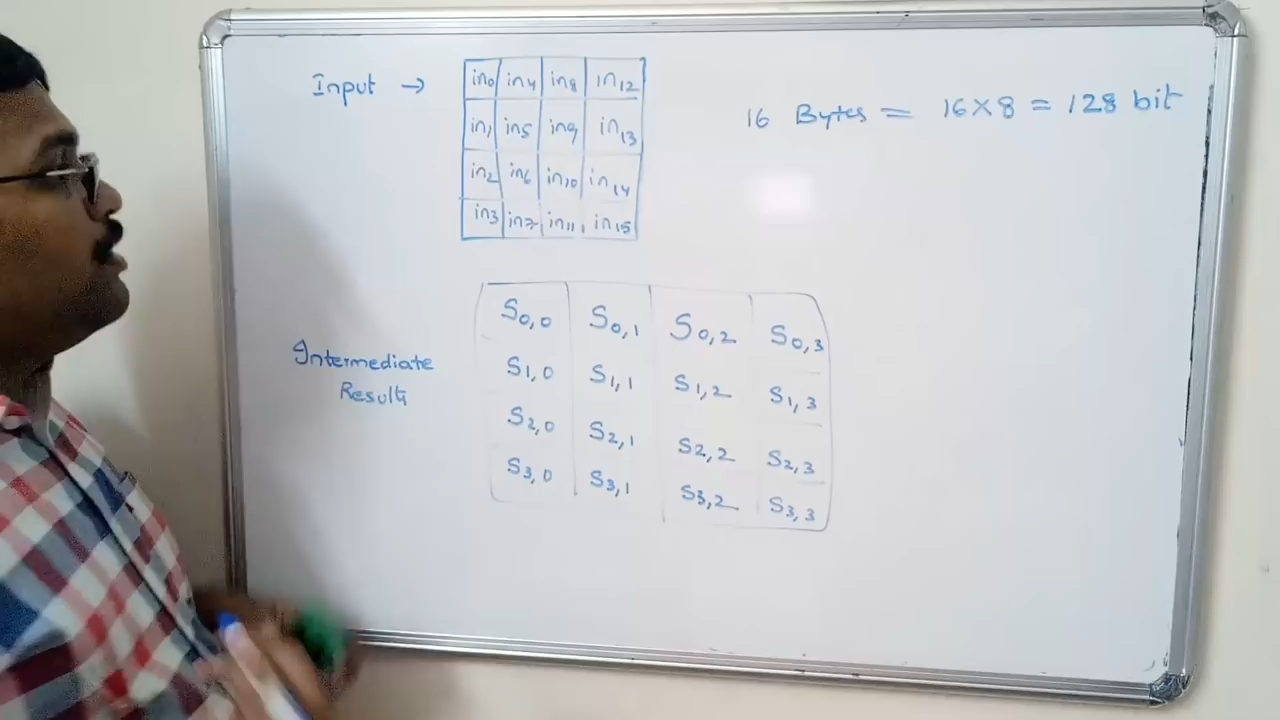 Input → in0 in4 in8 in12
in1 in5 in9 in13
in2 in6 in10 in14
in3 in7 in11 in15
16 Bytes = 16×8 = 128 bit
Intermediate
Results
S0,0 S0,1 S0,2 S0,3
S1,0 S1,1 S1,2 S1,3
S2,0 S2,1 S2,2 S2,3
S3,0 S3,1 S3,2 S3,3